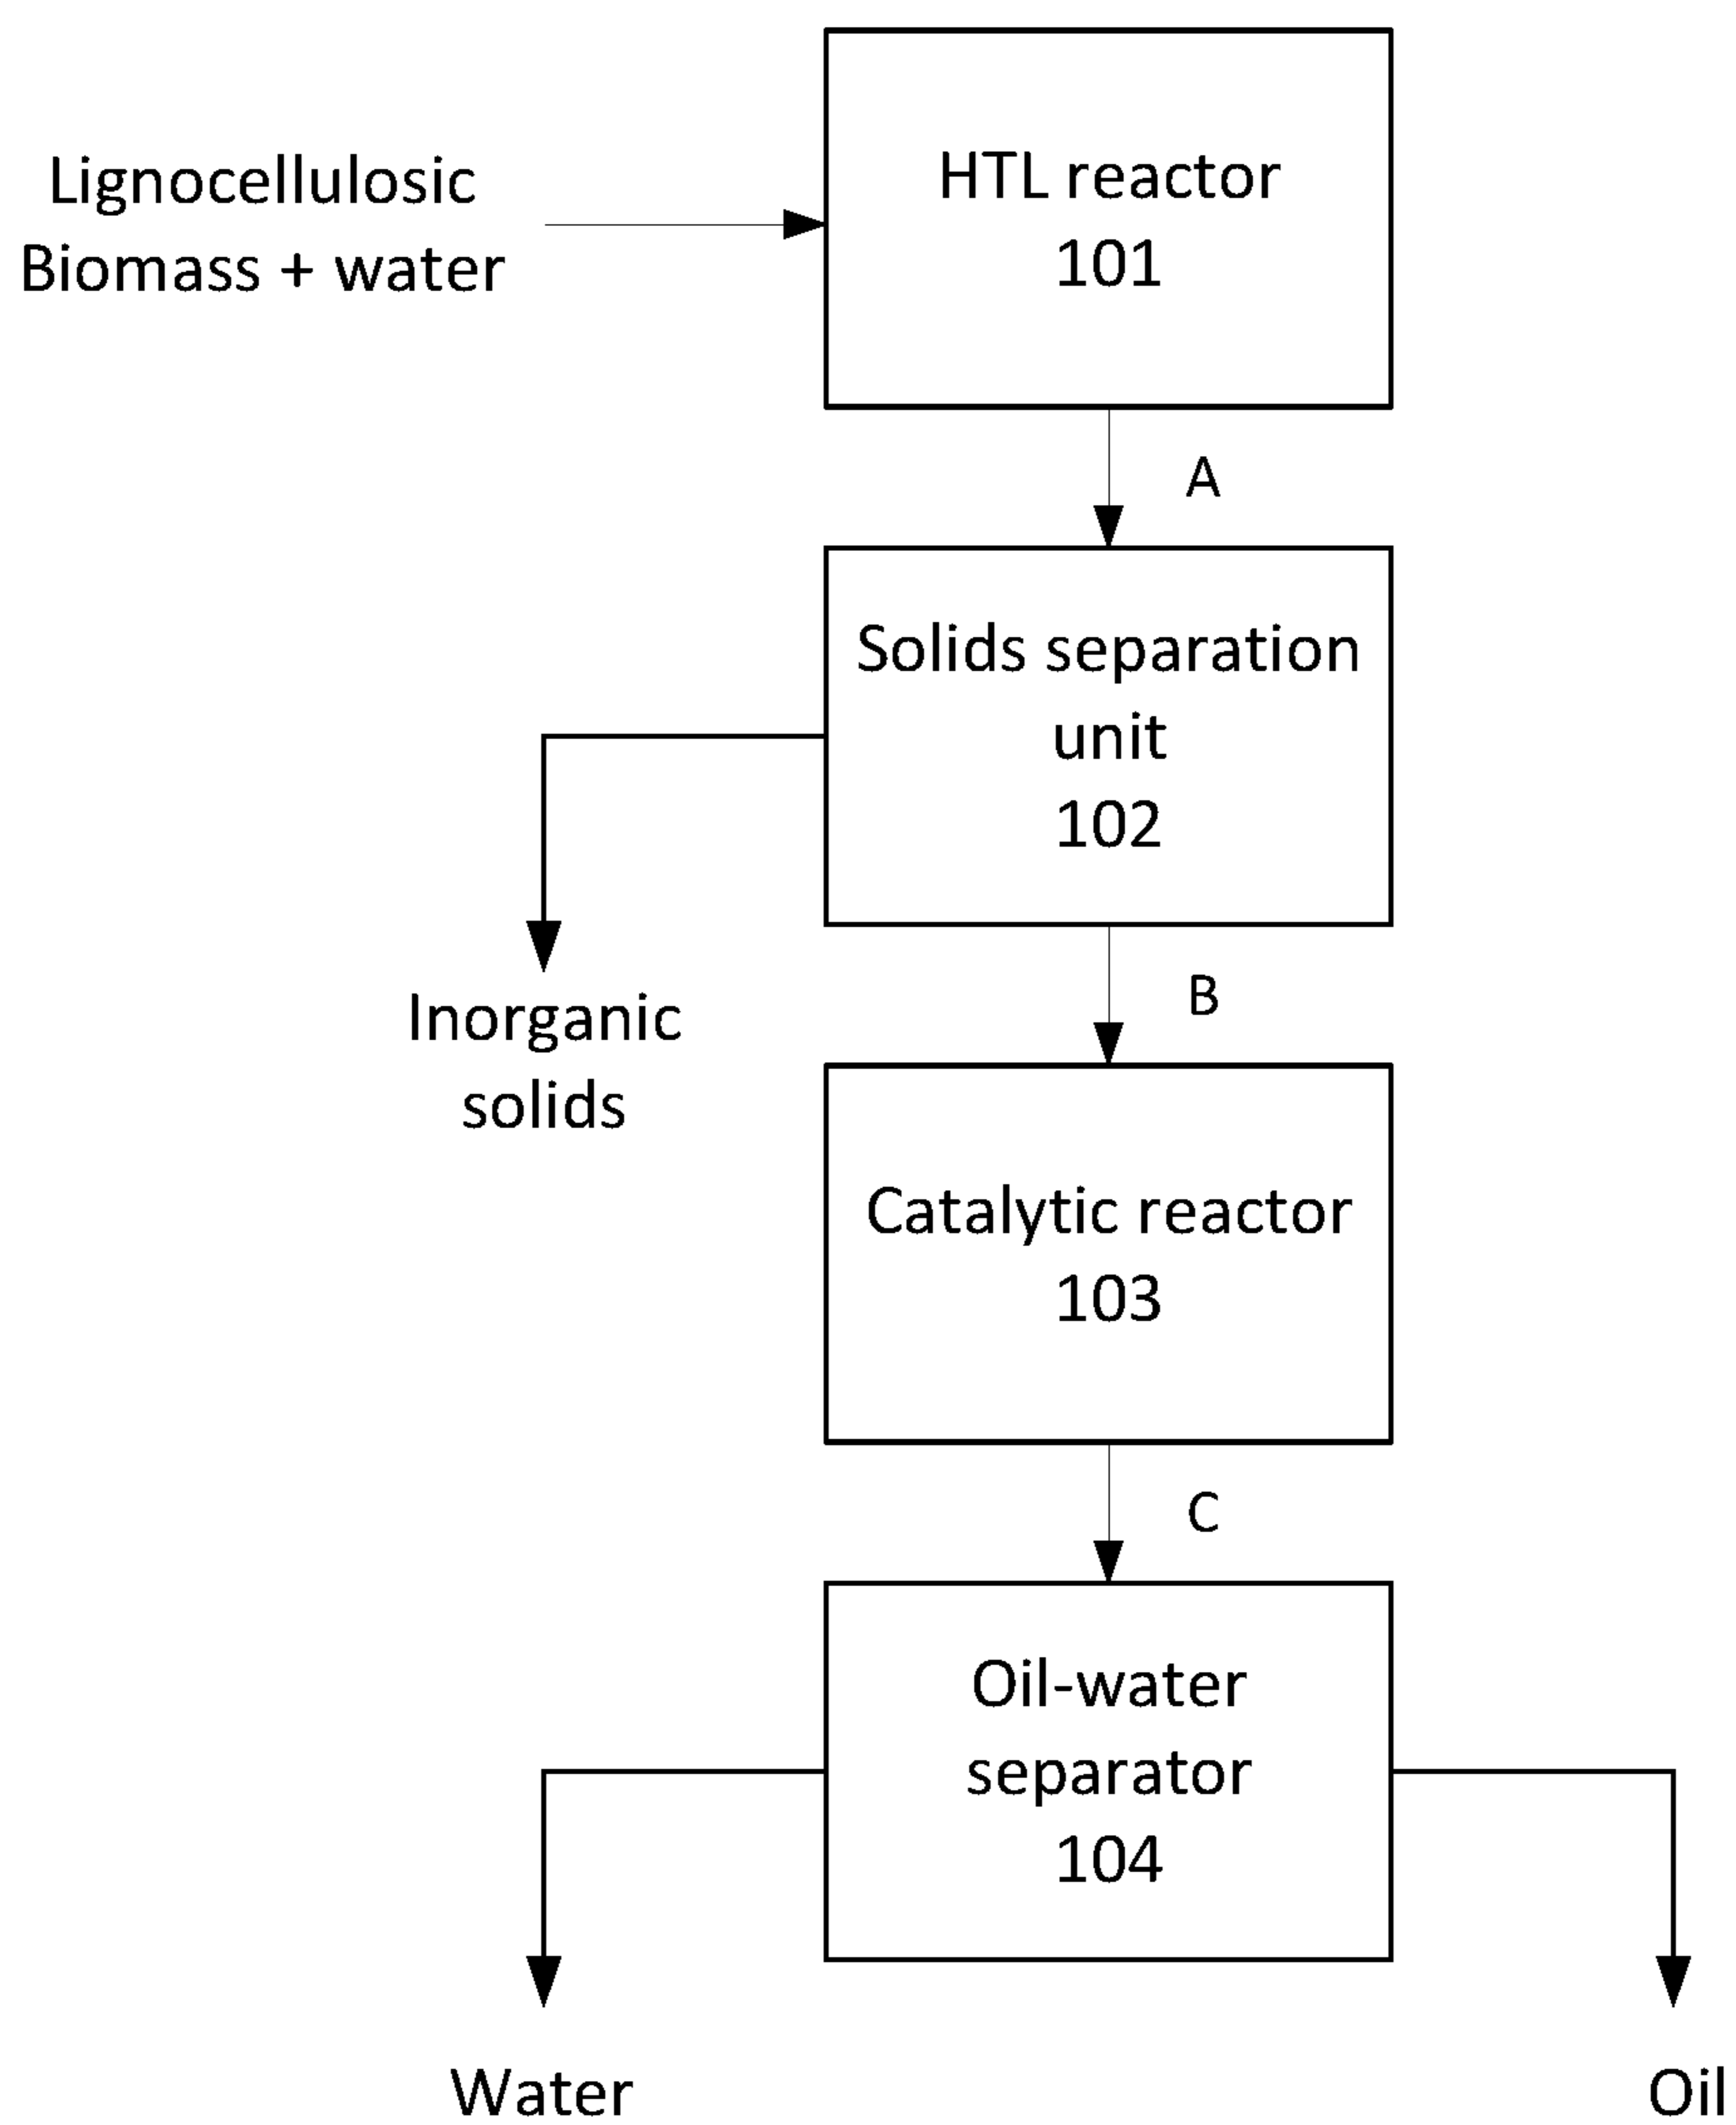 Lignocellulosic
Biomass + water
HTL reactor
101
A
Solids separation
unit
102
Inorganic
solids
B
Catalytic reactor
103
C
Oil-water
separator
104
Water
Oil